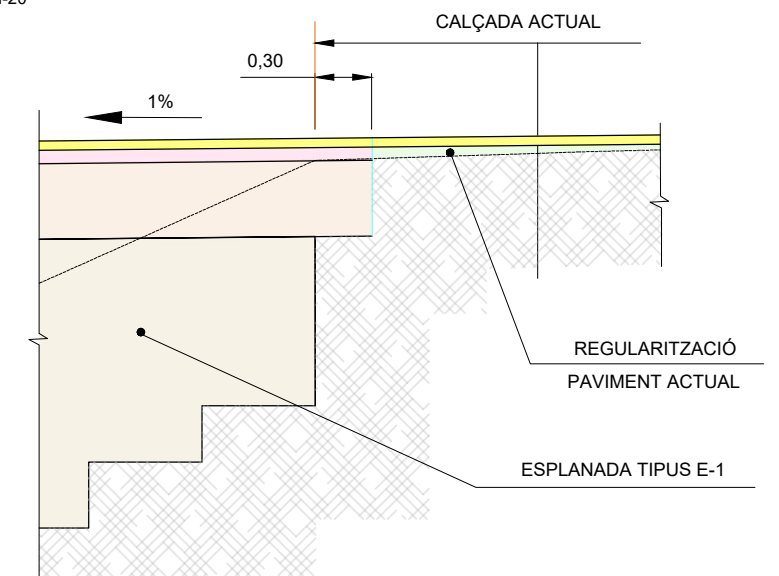 CALÇADA ACTUAL
0,30
1%
REGULARITZACIÓ
PAVIMENT ACTUAL
ESPLANADA TIPUS E-1